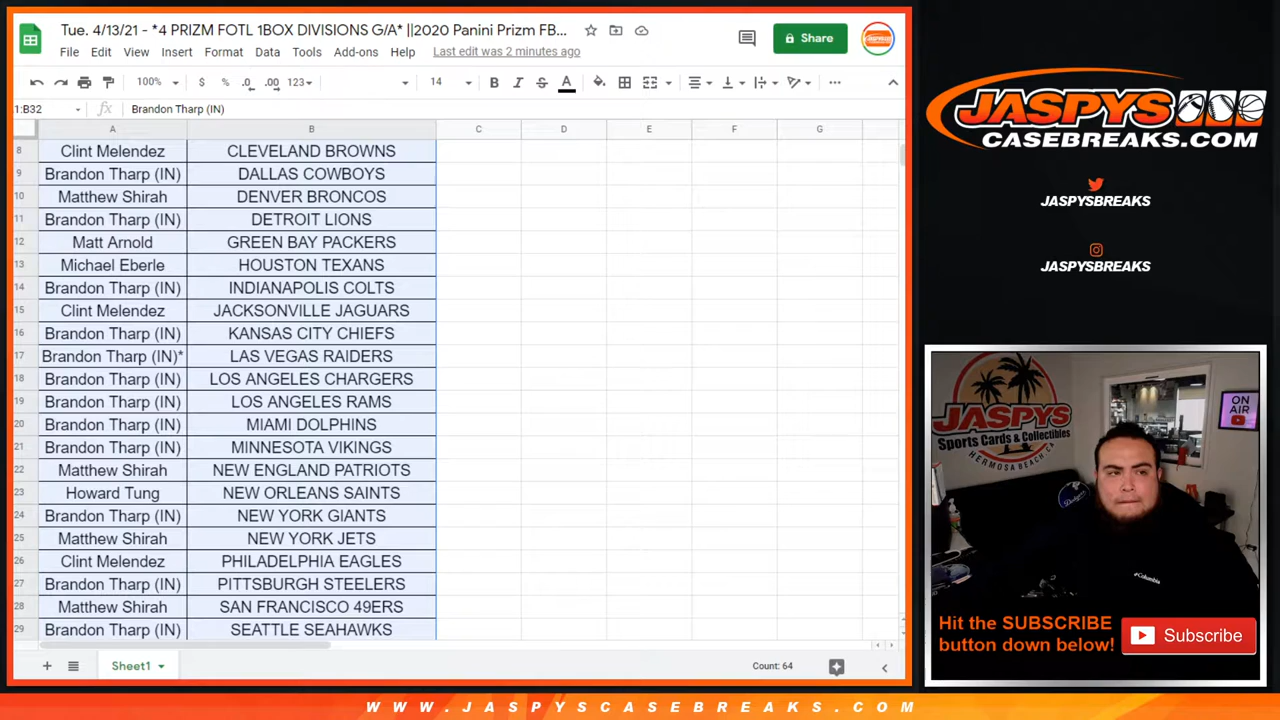 Tue. 4/13/21 - *4 PRIZM FOTL 1BOX DIVISIONS G/A* ||2020 Panini Prizm FB...
Share
File Edit View Insert Format Data Tools Add-ons Help Last edit was 2 minutes ago
100% $ % .0 .00 123 14 B I S A
1:B32 fx Brandon Tharp (IN)
A B C D E F G
8 Clint Melendez CLEVELAND BROWNS
9 Brandon Tharp (IN) DALLAS COWBOYS
10 Matthew Shirah DENVER BRONCOS
11 Brandon Tharp (IN) DETROIT LIONS
12 Matt Arnold GREEN BAY PACKERS
13 Michael Eberle HOUSTON TEXANS
14 Brandon Tharp (IN) INDIANAPOLIS COLTS
15 Clint Melendez JACKSONVILLE JAGUARS
16 Brandon Tharp (IN) KANSAS CITY CHIEFS
17 Brandon Tharp (IN)* LAS VEGAS RAIDERS
18 Brandon Tharp (IN) LOS ANGELES CHARGERS
19 Brandon Tharp (IN) LOS ANGELES RAMS
20 Brandon Tharp (IN) MIAMI DOLPHINS
21 Brandon Tharp (IN) MINNESOTA VIKINGS
22 Matthew Shirah NEW ENGLAND PATRIOTS
23 Howard Tung NEW ORLEANS SAINTS
24 Brandon Tharp (IN) NEW YORK GIANTS
25 Matthew Shirah NEW YORK JETS
26 Clint Melendez PHILADELPHIA EAGLES
27 Brandon Tharp (IN) PITTSBURGH STEELERS
28 Matthew Shirah SAN FRANCISCO 49ERS
29 Brandon Tharp (IN) SEATTLE SEAHAWKS
Sheet1 Count: 64
JASPYS
CASEBREAKS.COM
JASPYSBREAKS
JASPYSBREAKS
JASPYS
Sports Cards & Collectibles
HERMOSA BEACH, CA
ON
AIR
Dodgers
Columbia
Hit the SUBSCRIBE
button down below!
Subscribe
WWW.JASPYSCASEBREAKS.COM